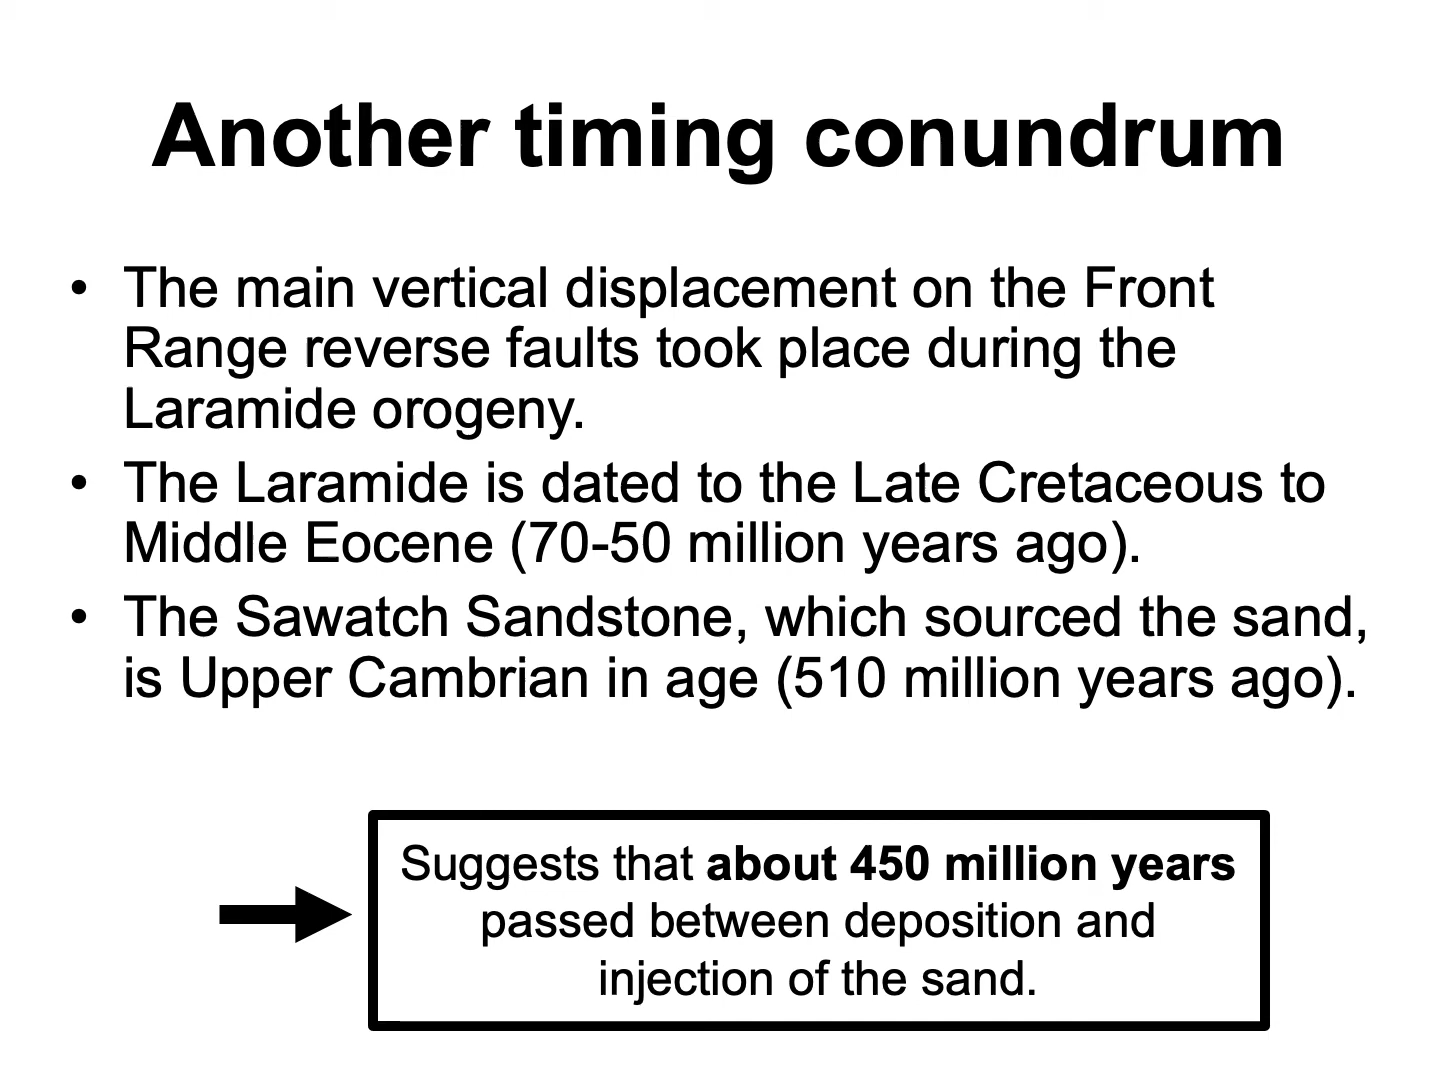 Another timing conundrum
• The main vertical displacement on the Front
Range reverse faults took place during the
Laramide orogeny.
• The Laramide is dated to the Late Cretaceous to
Middle Eocene (70-50 million years ago).
• The Sawatch Sandstone, which sourced the sand,
is Upper Cambrian in age (510 million years ago).
Suggests that about 450 million years
passed between deposition and
injection of the sand.